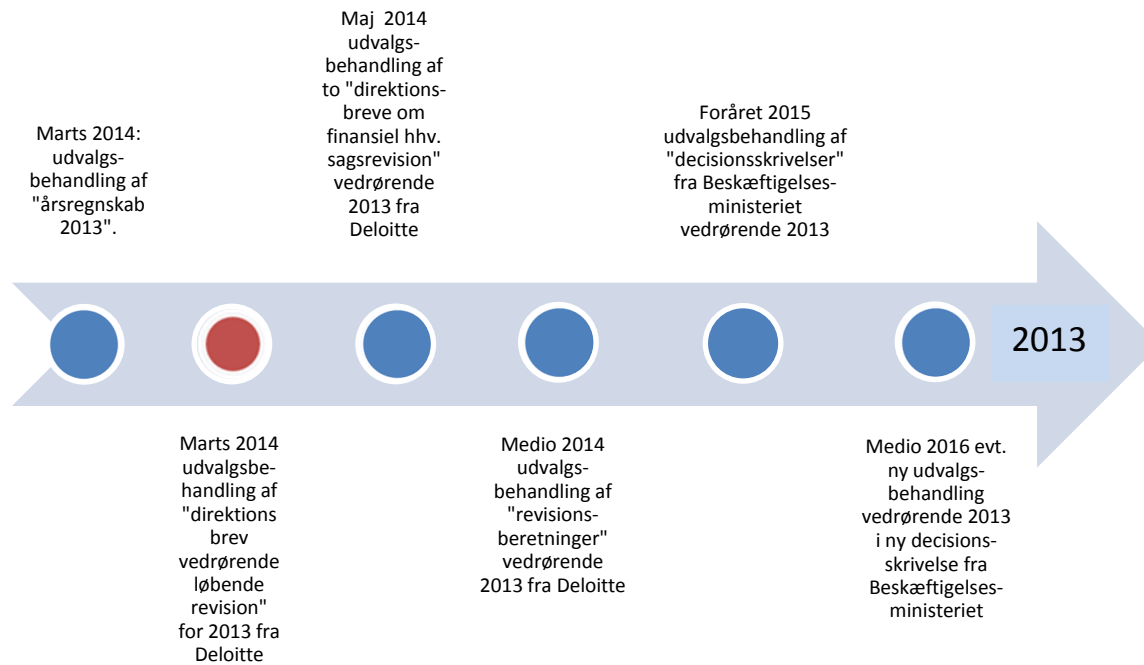 Marts 2014:
udvalgs-
behandling af
"årsregnskab
2013".
Marts 2014
udvalgsbe-
handling af
"direktions
brev
vedrørende
løbende
revision"
for 2013 fra
Deloitte
Maj  2014
udvalgs-
behandling af
to "direktions-
breve om
finansiel hhv.
sagsrevision"
vedrørende
2013 fra
Deloitte
Medio 2014
udvalgs-
behandling af
"revisions-
beretninger"
vedrørende
2013 fra Deloitte
Foråret 2015
udvalgsbehandling af
"decisionsskrivelser"
fra Beskæftigelses-
ministeriet
vedrørende 2013
Medio 2016 evt.
ny udvalgs-
behandling
vedrørende 2013
i ny decisions-
skrivelse fra
Beskæftigelses-
ministeriet
2013